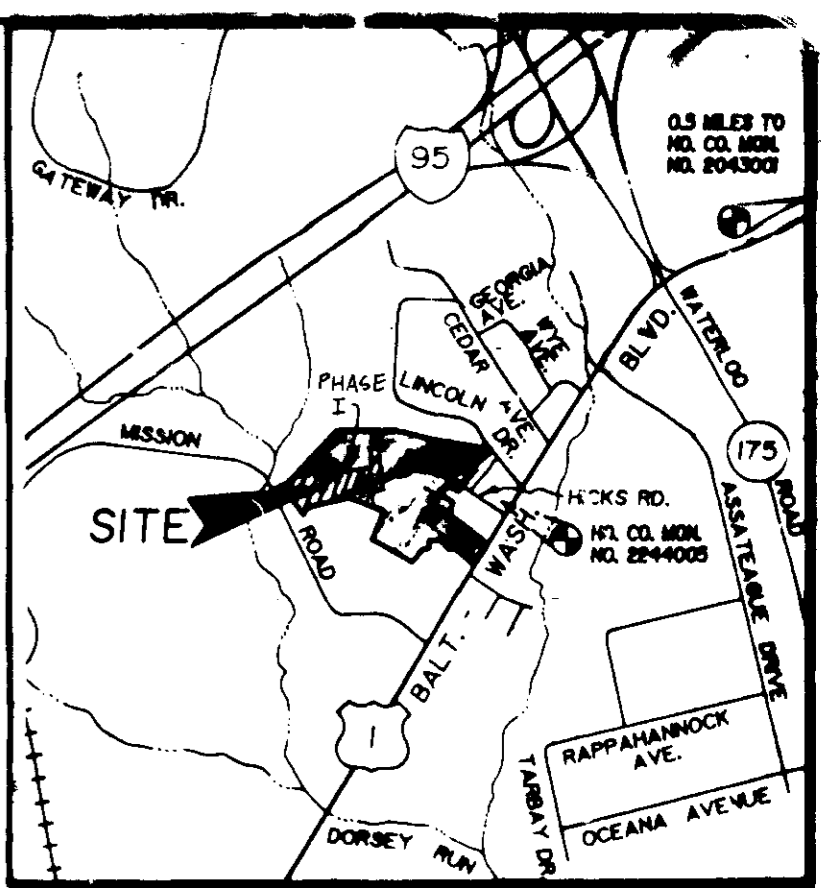 0.5 MILES TO
HO. CO. MON.
NO. 2043001
95
GATEWAY DR.
GEORGIA
AVE.
WYE
AVE.
CEDAR
BLVD.
WATERLOO
PHASE
I
LINCOLN AVE.
DR.
MISSION
175
SITE
HICKS RD.
ROAD
HO. CO. MON.
NO. 2244005
WASH.
ROAD
ASSATEAGUE DRIVE
BALT.
1
RAPPAHANNOCK
AVE.
TARBAY DR
OCEANA AVENUE
DORSEY RUN